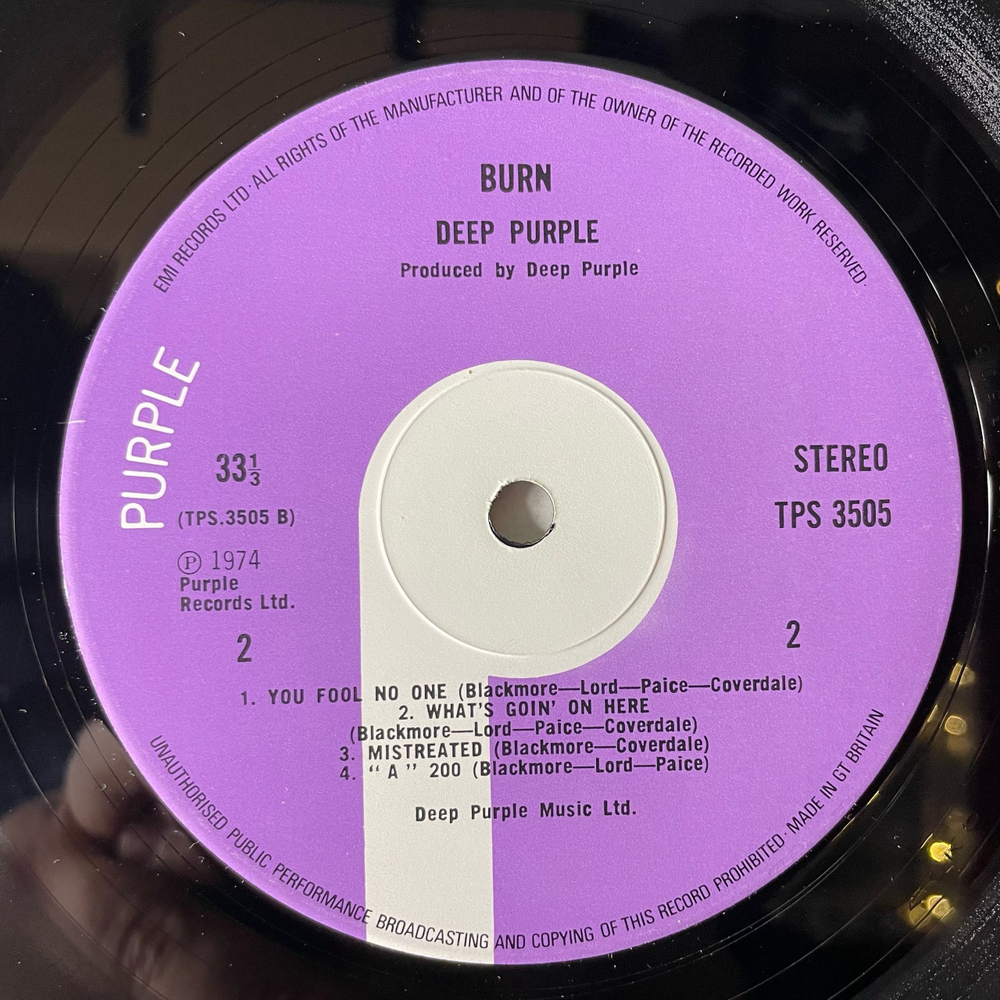 EMI RECORDS LTD·ALL RIGHTS OF THE MANUFACTURER AND OF THE OWNER OF THE RECORDED WORK RESERVED·
BURN
DEEP PURPLE
Produced by Deep Purple
PURPLE
33⅓
STEREO
(TPS.3505 B)
TPS 3505
Ⓟ 1974
Purple
Records Ltd.
2
2
1. YOU FOOL NO ONE (Blackmore—Lord—Paice—Coverdale)
2. WHAT'S GOIN' ON HERE
(Blackmore—Lord—Paice—Coverdale)
3. MISTREATED (Blackmore—Coverdale)
4. “A” 200 (Blackmore—Lord—Paice)
Deep Purple Music Ltd.
UNAUTHORISED PUBLIC PERFORMANCE BROADCASTING AND COPYING OF THIS RECORD PROHIBITED·MADE IN GT BRITAIN